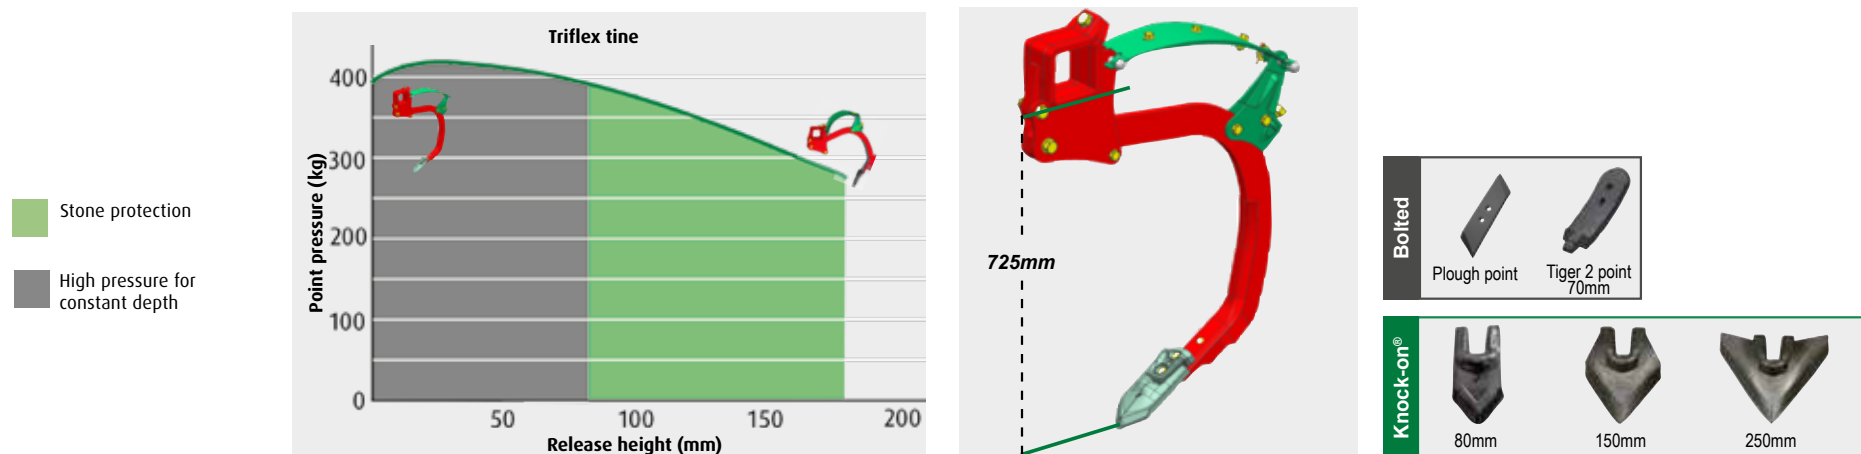 Stone protection
High pressure for
constant depth
Triflex tine
Point pressure (kg)
400
300
200
100
0
50
100
150
200
Release height (mm)
725mm
Bolted
Plough point
Tiger 2 point
70mm
Knock-on®
80mm
150mm
250mm